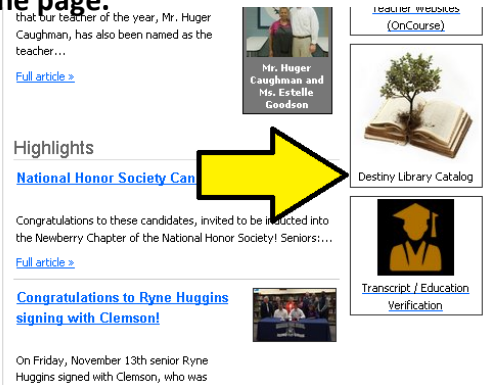 ne page.
that our teacher of the year, Mr. Huger
Caughman, has also been named as the
teacher...
Full article »
Mr. Huger
Caughman and
Ms. Estelle
Goodson
Teacher Websites
(OnCourse)
Destiny Library Catalog
Highlights
National Honor Society Can
Congratulations to these candidates, invited to be inducted into
the Newberry Chapter of the National Honor Society! Seniors:...
Full article »
Transcript / Education
Verification
Congratulations to Ryne Huggins
signing with Clemson!
On Friday, November 13th senior Ryne
Huggins signed with Clemson, who was